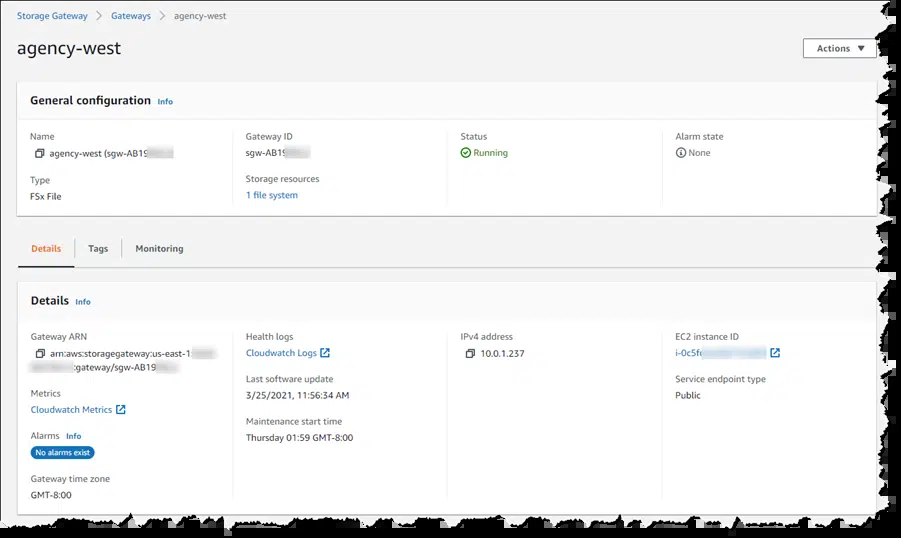 Storage Gateway > Gateways > agency-west
agency-west
Actions
General configuration Info
Name
agency-west (sgw-AB19
Type
FSx File
Gateway ID
sgw-AB19
Storage resources
1 file system
Status
Running
Alarm state
None
Details
Tags
Monitoring
Details Info
Gateway ARN
arn:aws:storagegateway:us-east-1:
:gateway/sgw-AB19
Metrics
Cloudwatch Metrics
Alarms Info
No alarms exist
Gateway time zone
GMT-8:00
Health logs
Cloudwatch Logs
Last software update
3/25/2021, 11:56:34 AM
Maintenance start time
Thursday 01:59 GMT-8:00
IPv4 address
10.0.1.237
EC2 instance ID
i-0c5f
Service endpoint type
Public